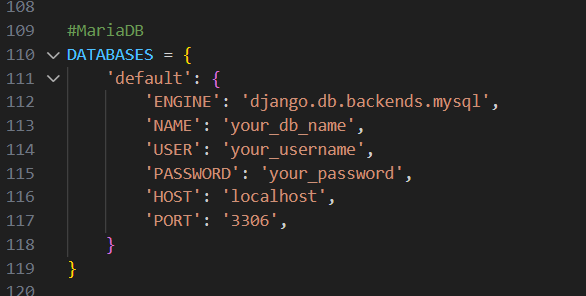 108
109 #MariaDB
110 DATABASES = {
111 'default': {
112 'ENGINE': 'django.db.backends.mysql',
113 'NAME': 'your_db_name',
114 'USER': 'your_username',
115 'PASSWORD': 'your_password',
116 'HOST': 'localhost',
117 'PORT': '3306',
118 }
119 }
120